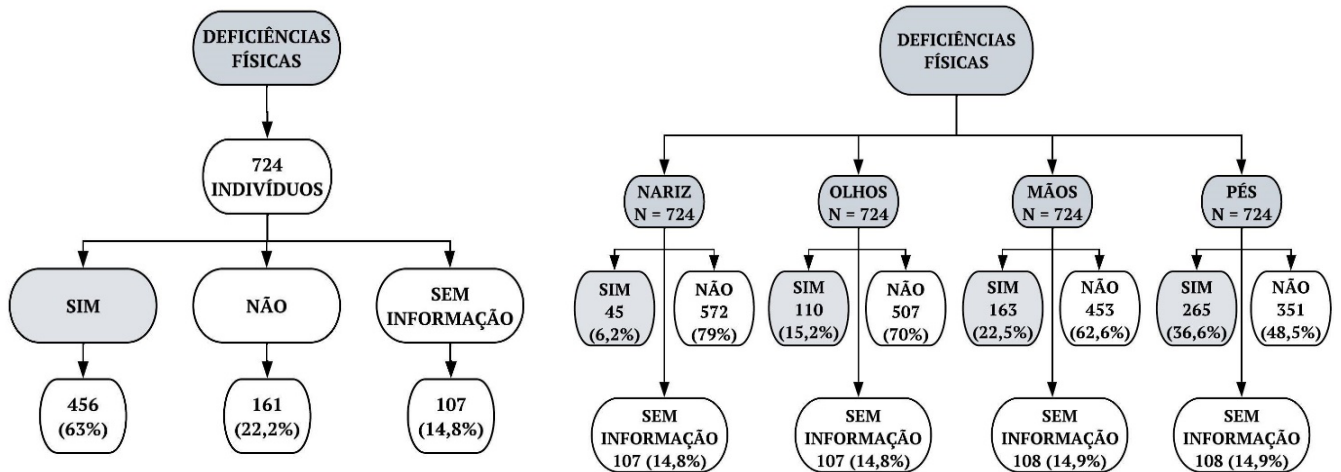 DEFICIÊNCIAS
FÍSICAS
724
INDIVÍDUOS
SIM
NÃO
SEM
INFORMAÇÃO
456
(63%)
161
(22,2%)
107
(14,8%)
DEFICIÊNCIAS
FÍSICAS
NARIZ
N = 724
OLHOS
N = 724
MÃOS
N = 724
PÉS
N = 724
SIM
45
(6,2%)
NÃO
572
(79%)
SIM
110
(15,2%)
NÃO
507
(70%)
SIM
163
(22,5%)
NÃO
453
(62,6%)
SIM
265
(36,6%)
NÃO
351
(48,5%)
SEM
INFORMAÇÃO
107 (14,8%)
SEM
INFORMAÇÃO
107 (14,8%)
SEM
INFORMAÇÃO
108 (14,9%)
SEM
INFORMAÇÃO
108 (14,9%)